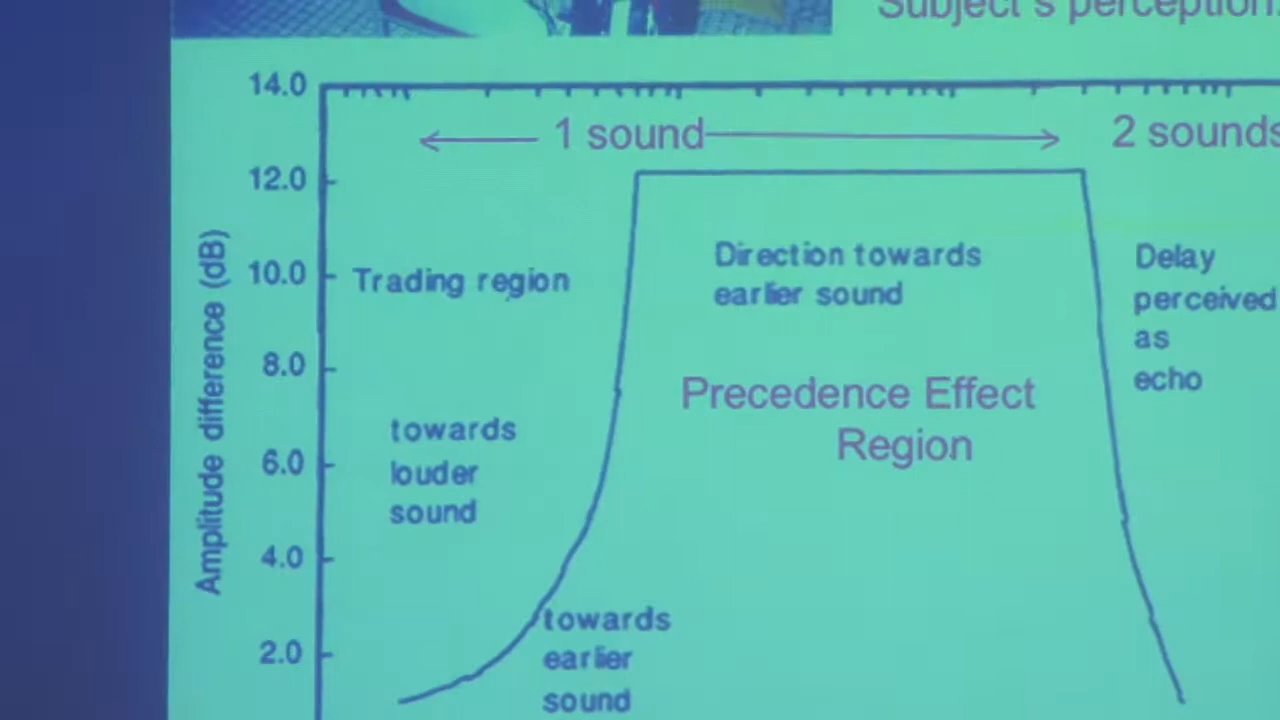 Subject's perception
14.0
1 sound
2 sounds
12.0
10.0
8.0
6.0
4.0
2.0
Amplitude difference (dB)
Trading region
towards
louder
sound
Direction towards
earlier sound
Precedence Effect
Region
towards
earlier
sound
Delay
perceived
as
echo